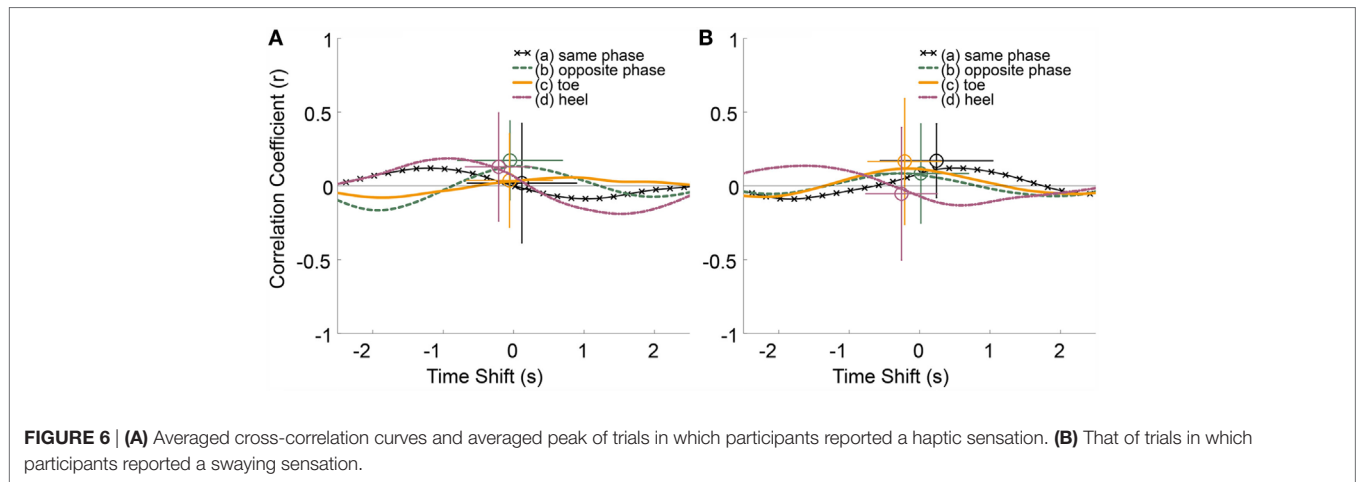 A
B
1
0.5
0
-0.5
-1
Correlation Coefficient (r)
(a) same phase
(b) opposite phase
(c) toe
(d) heel
-2 -1 0 1 2
Time Shift (s)
1
0.5
0
-0.5
-1
(a) same phase
(b) opposite phase
(c) toe
(d) heel
-2 -1 0 1 2
Time Shift (s)
FIGURE 6 | (A) Averaged cross-correlation curves and averaged peak of trials in which participants reported a haptic sensation. (B) That of trials in which
participants reported a swaying sensation.